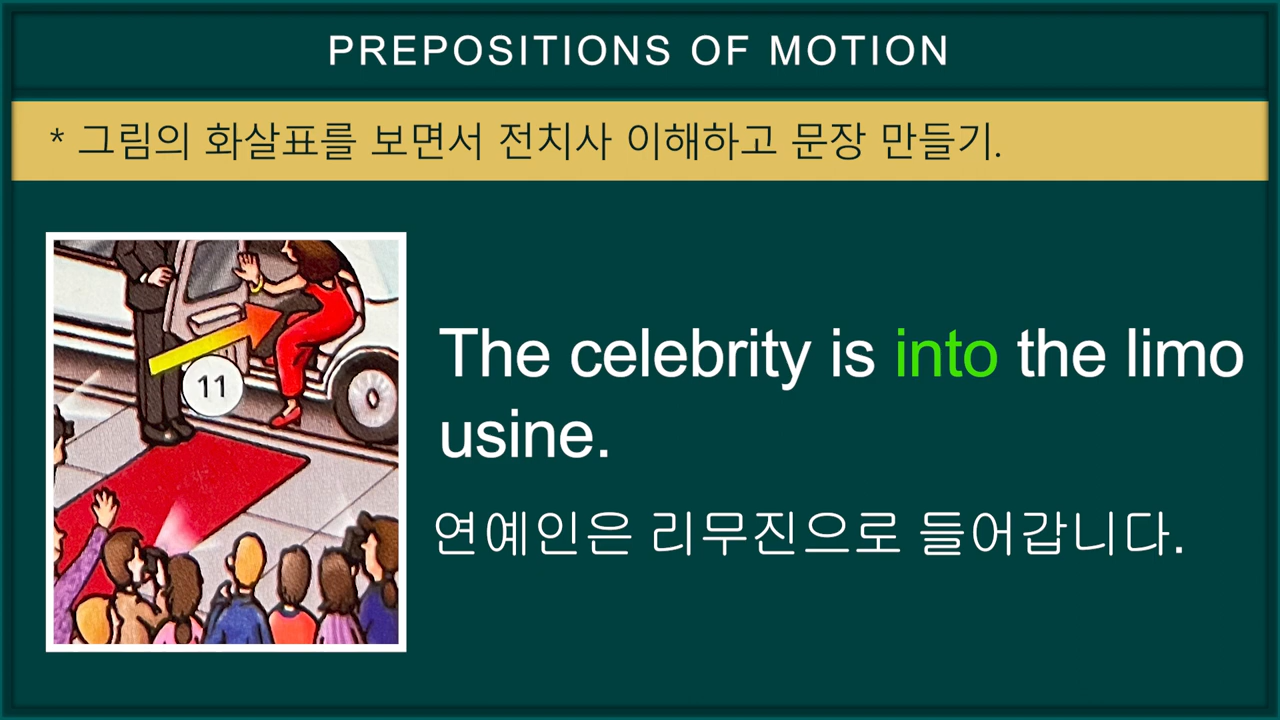 PREPOSITIONS OF MOTION
* 그림의 화살표를 보면서 전치사 이해하고 문장 만들기.
11
The celebrity is into the limo
usine.
연예인은 리무진으로 들어갑니다.